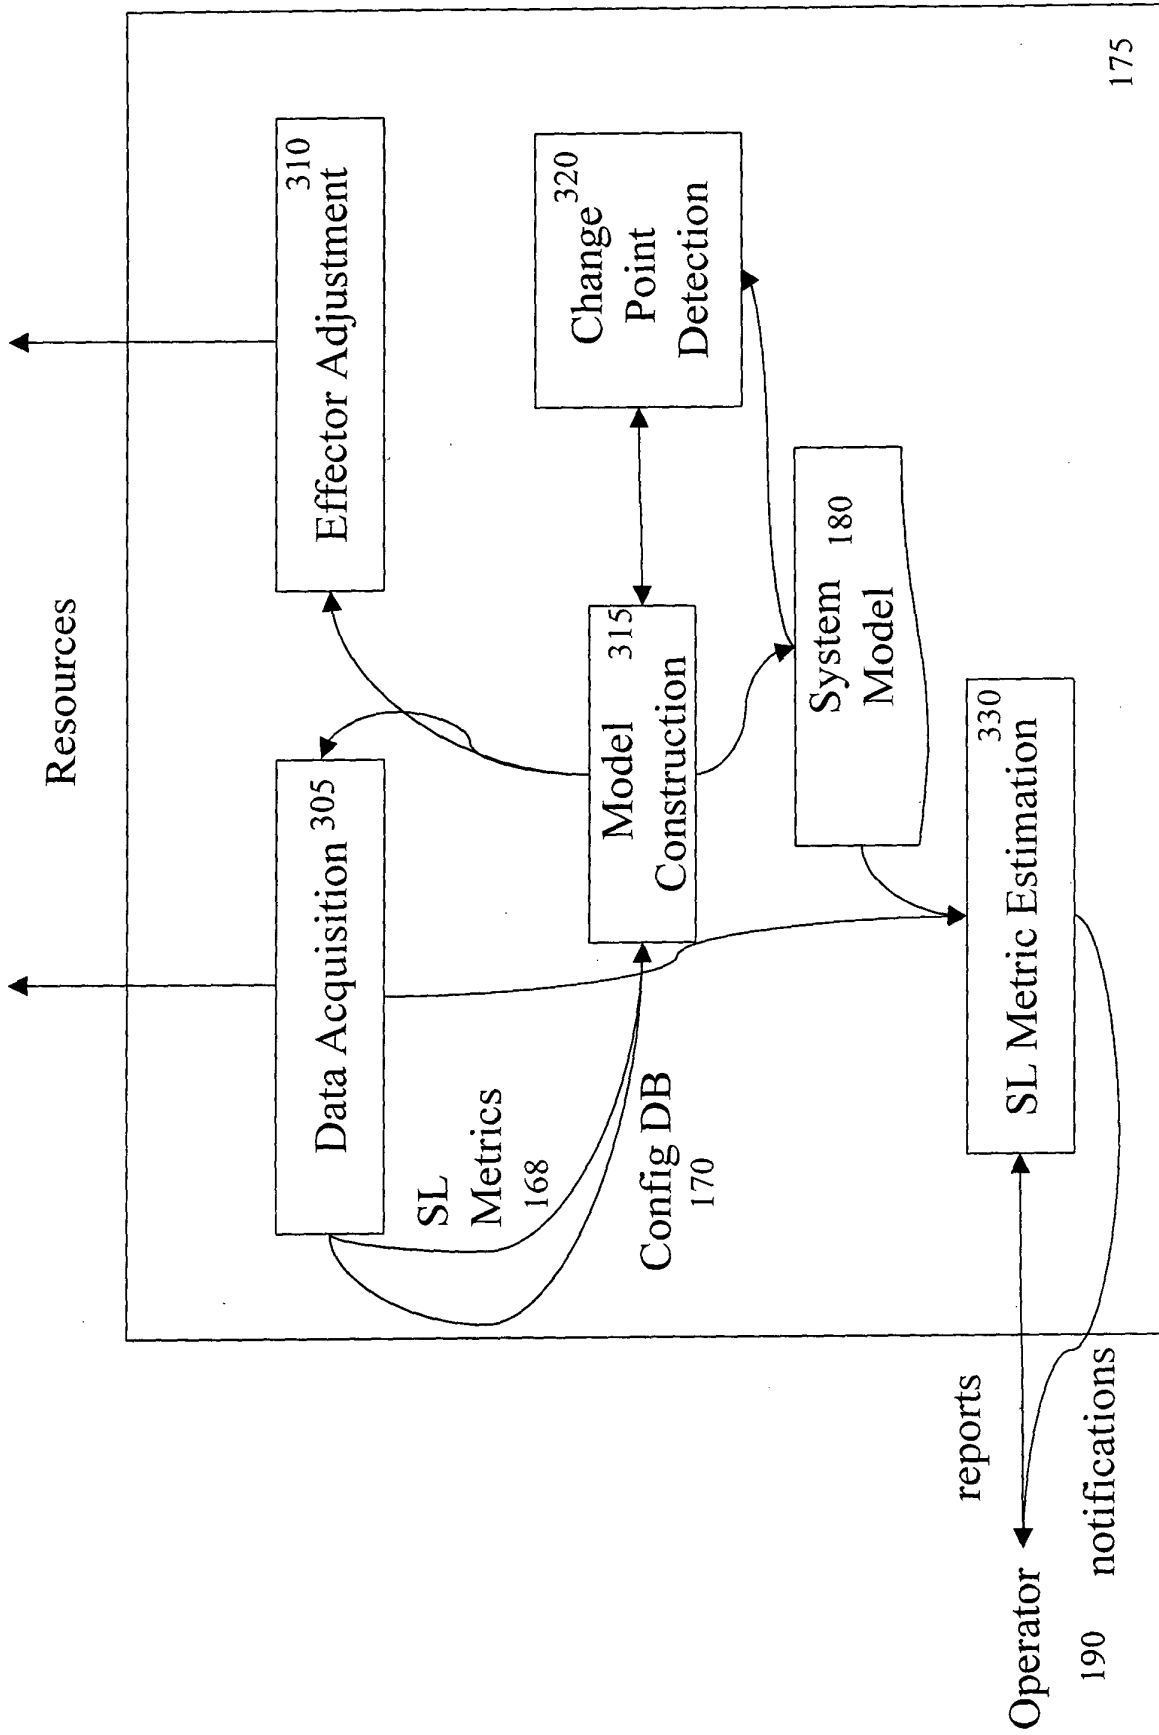 Resources
Data Acquisition 305
Effector Adjustment 310
SL
Metrics
168
Config DB
170
Model 315
Construction
Change 320
Point
Detection
System 180
Model
SL Metric Estimation 330
reports
Operator
190
notifications
175